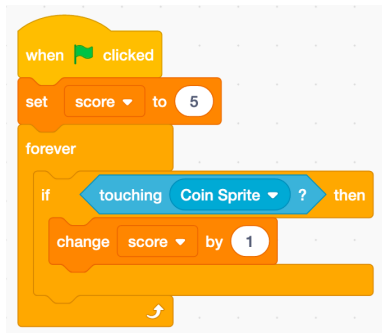 when clicked
set score to 5
forever
if touching Coin Sprite ? then
change score by 1